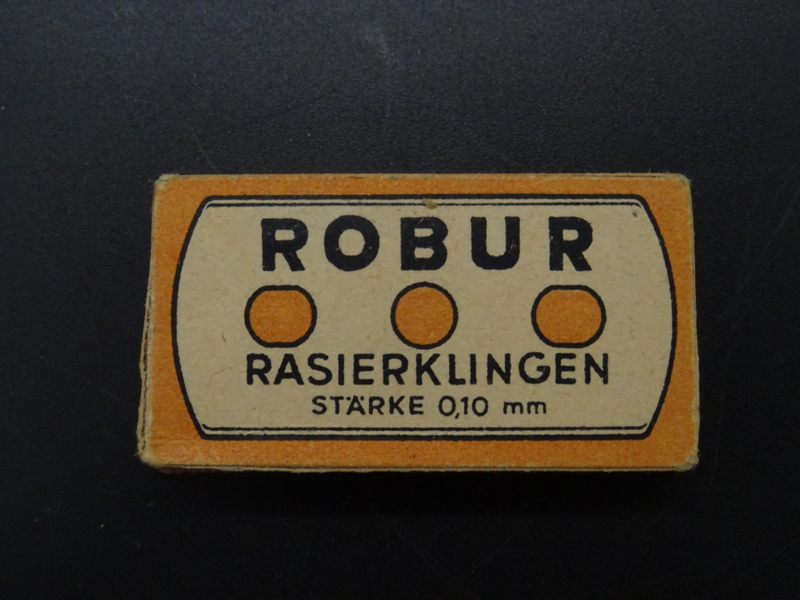 ROBUR
RASIERKLINGEN
STÄRKE 0,10 mm